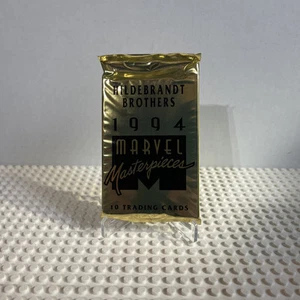 HILDEBRANDT
BROTHERS
1994
MARVEL
Masterpieces
10 TRADING CARDS